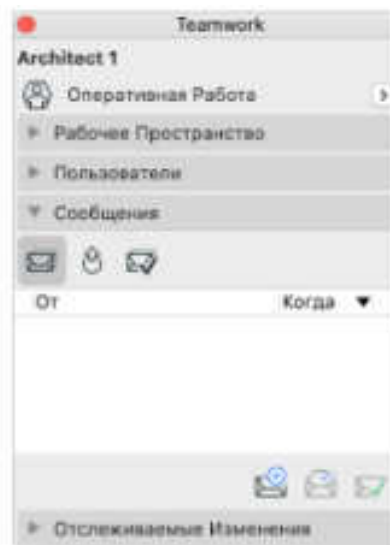 Teamwork
Architect 1
Оперативная Работа
Рабочее Пространство
Пользователи
Сообщения
От Когда
Отслеживаемые Изменения